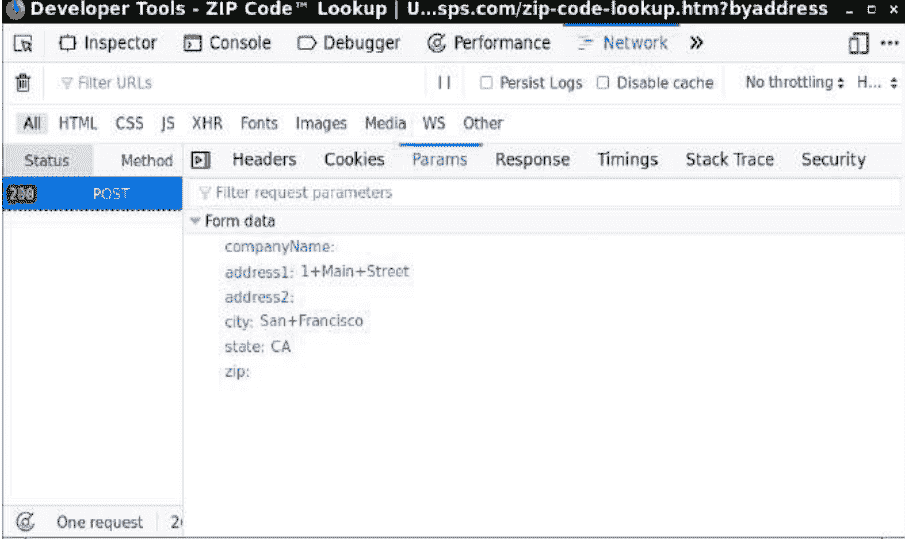 Developer Tools - ZIP Code™ Lookup | U...sps.com/zip-code-lookup.htm?byaddress
Inspector Console Debugger Performance Network
Filter URLs Persist Logs Disable cache No throttling H...
All HTML CSS JS XHR Fonts Images Media WS Other
Status Method Headers Cookies Params Response Timings Stack Trace Security
200 POST Filter request parameters
Form data
companyName:
address1: 1+Main+Street
address2:
city: San+Francisco
state: CA
zip:
One request